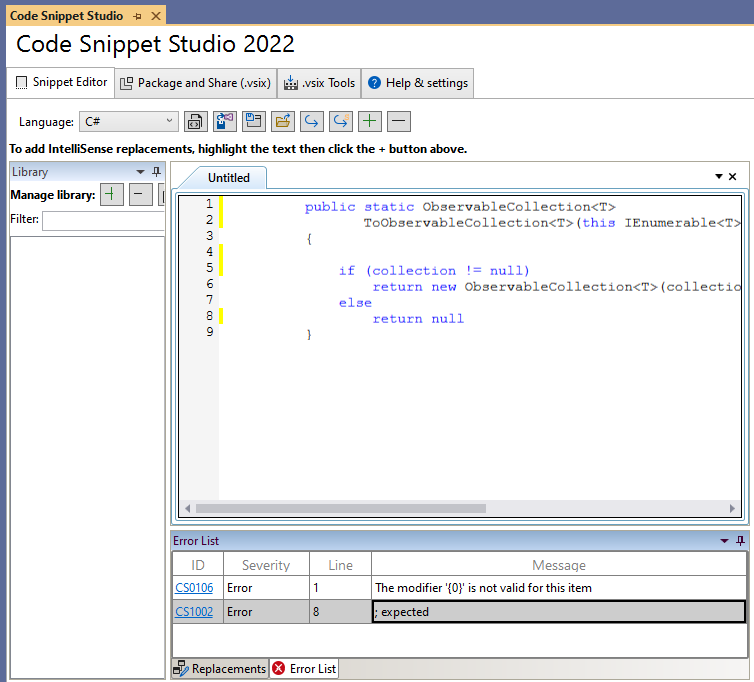 Code Snippet Studio
Code Snippet Studio 2022
Snippet Editor
Package and Share (.vsix)
.vsix Tools
Help & settings
Language: C#
To add IntelliSense replacements, highlight the text then click the + button above.
Library
Manage library:
Filter:
Untitled
1 public static ObservableCollection<T>
2 ToObservableCollection<T>(this IEnumerable<T>
3 {
4
5 if (collection != null)
6 return new ObservableCollection<T>(collectio
7 else
8 return null
9 }
Error List
ID Severity Line Message
CS0106 Error 1 The modifier '{0}' is not valid for this item
CS1002 Error 8 ; expected
Replacements
Error List